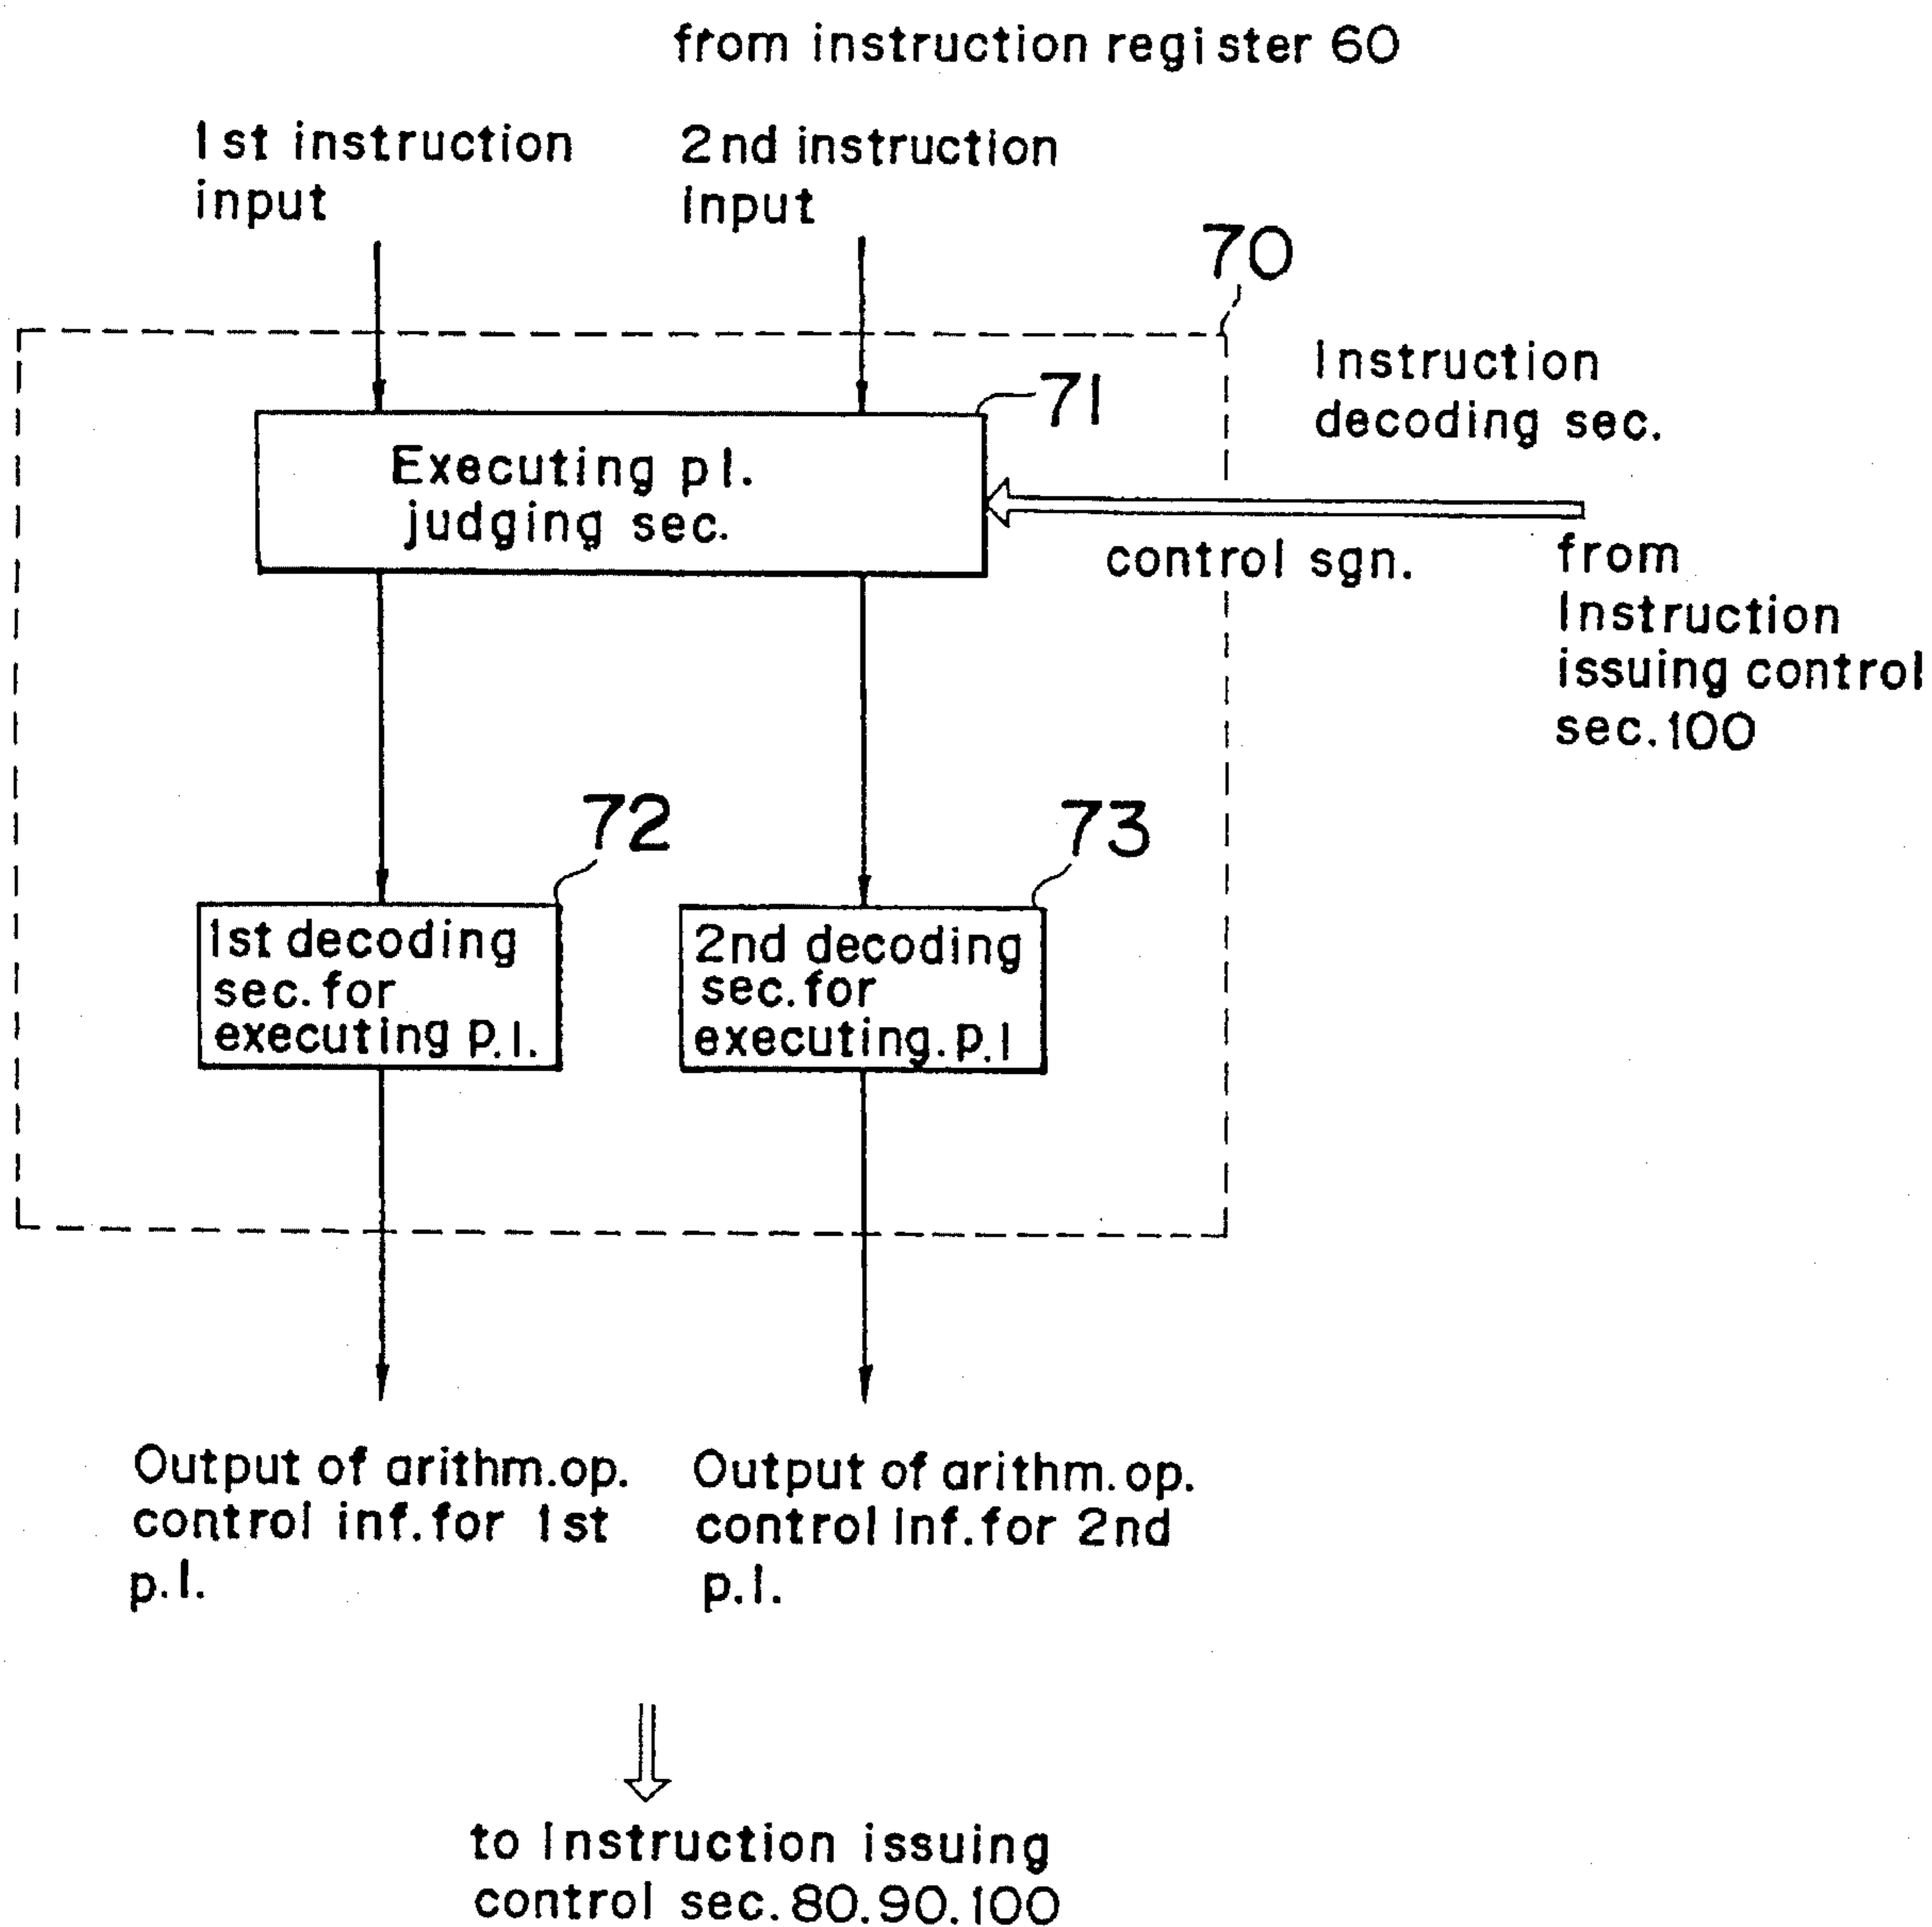 from instruction register 60
1st instruction
input
2nd instruction
input
70
Instruction
decoding sec.
71
Executing pl.
judging sec.
control sgn.
from
Instruction
issuing control
sec.100
72
73
1st decoding
sec. for
executing p.l.
2nd decoding
sec. for
executing. p.l
Output of arithm.op.
control inf. for 1st
p.l.
Output of arithm.op.
control inf. for 2nd
p.l.
to Instruction issuing
control sec.80.90.100